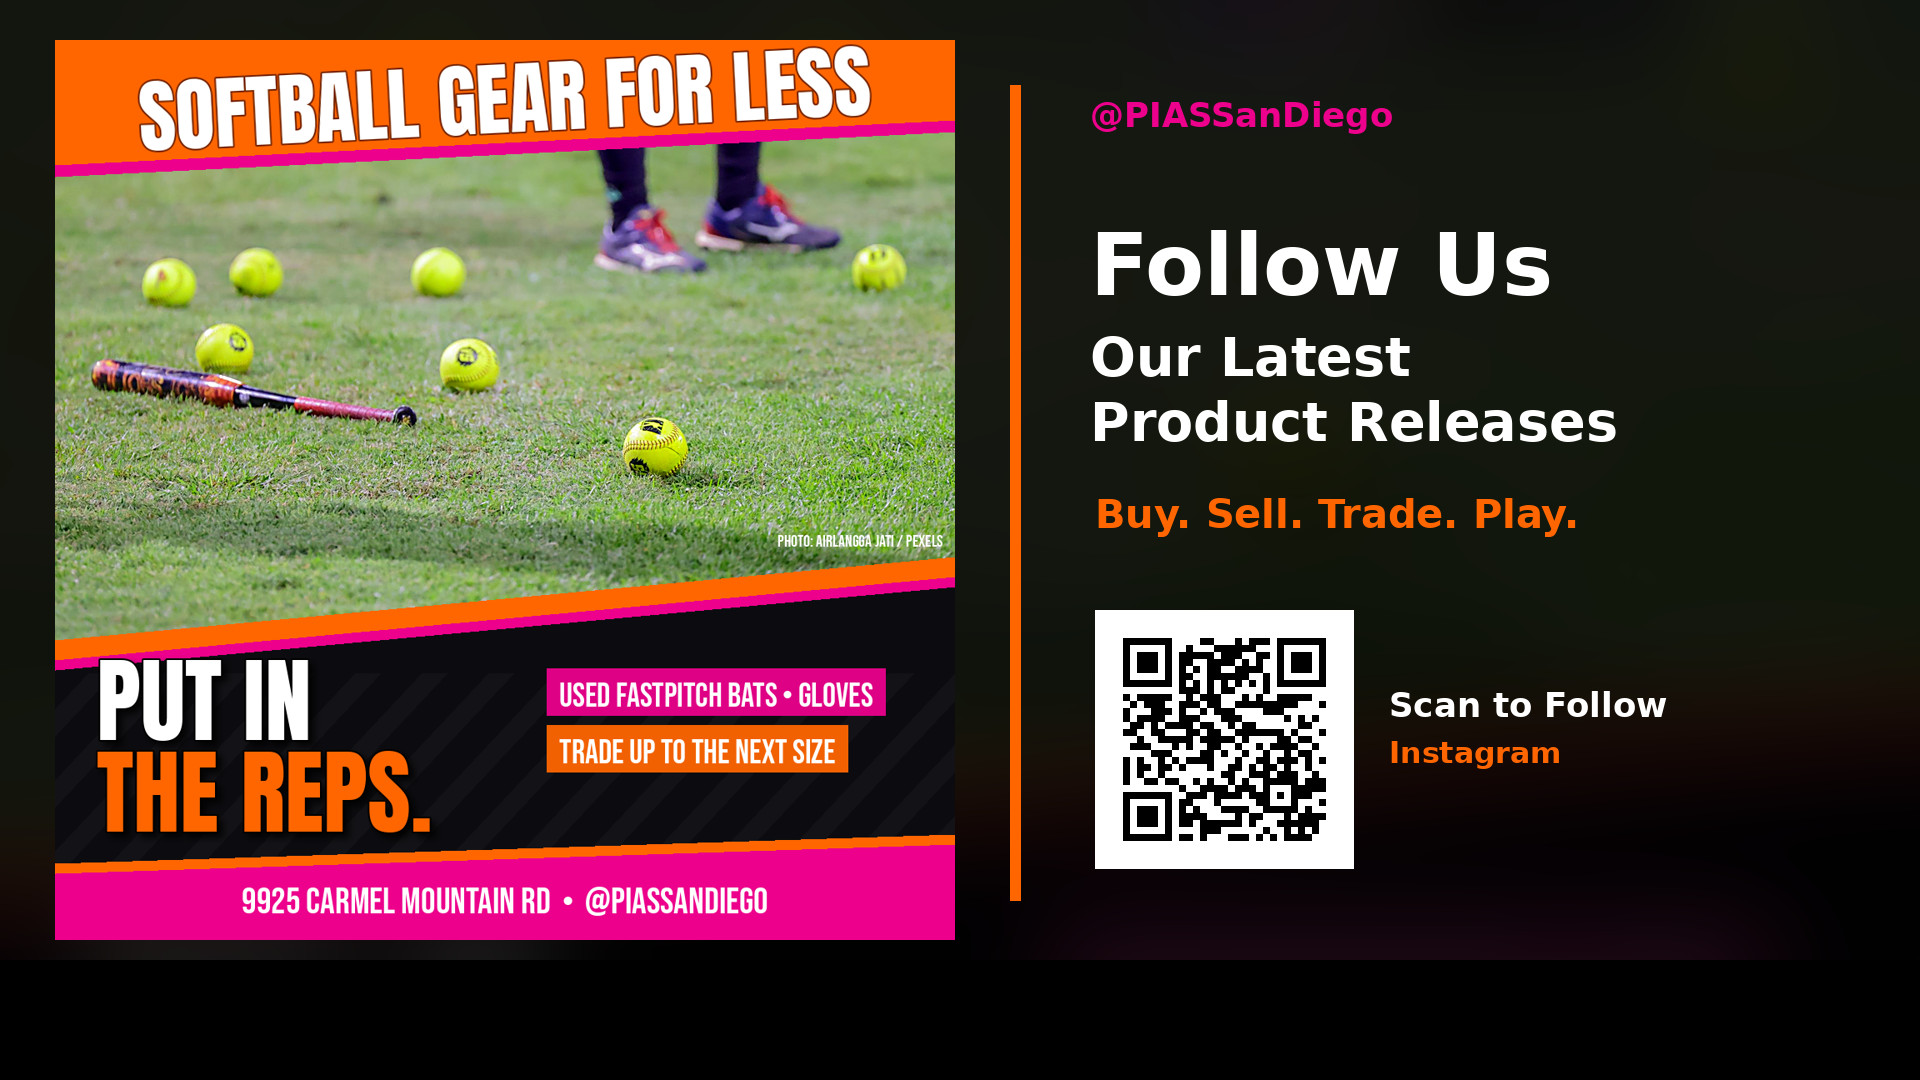 SOFTBALL GEAR FOR LESS
PHOTO: AIRLANGGA JATI / PEXELS
PUT IN
THE REPS.
USED FASTPITCH BATS • GLOVES
TRADE UP TO THE NEXT SIZE
9925 CARMEL MOUNTAIN RD • @PIASSANDIEGO
@PIASSanDiego
Follow Us
Our Latest
Product Releases
Buy. Sell. Trade. Play.
Scan to Follow
Instagram